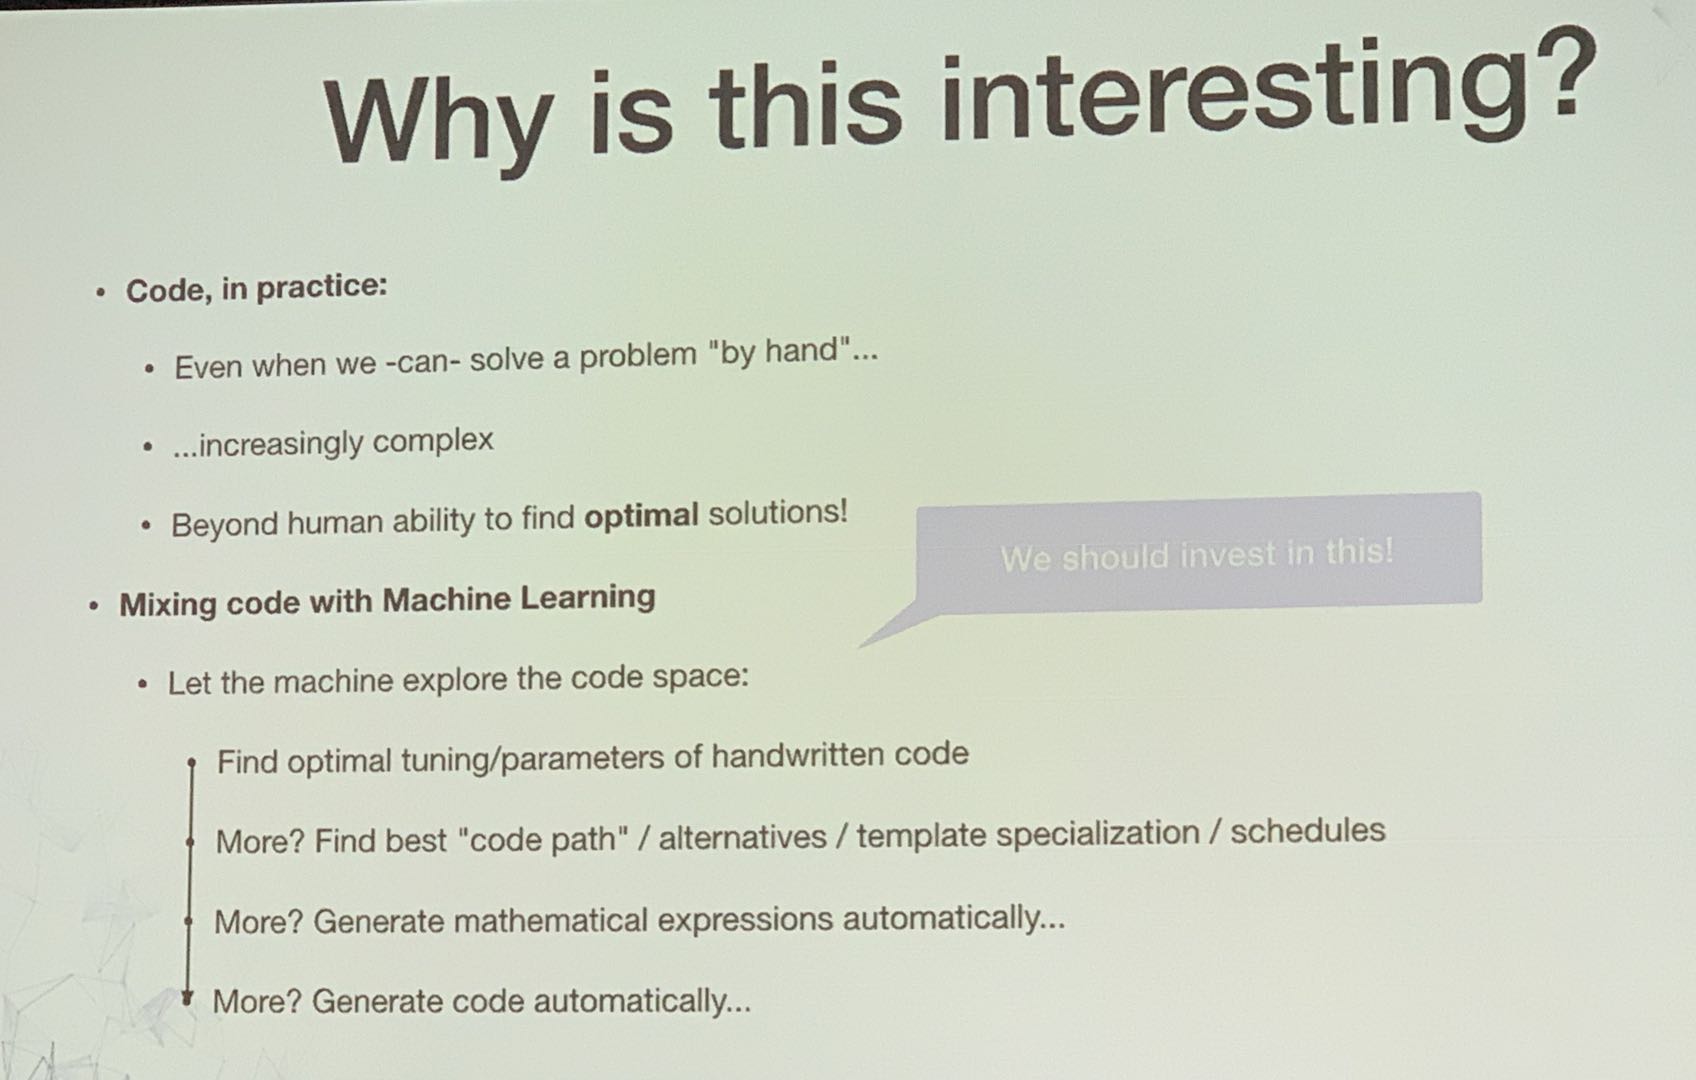 Why is this interesting?
• Code, in practice:
• Even when we -can- solve a problem "by hand"...
• ...increasingly complex
• Beyond human ability to find optimal solutions!
We should invest in this!
• Mixing code with Machine Learning
• Let the machine explore the code space:
Find optimal tuning/parameters of handwritten code
More? Find best "code path" / alternatives / template specialization / schedules
More? Generate mathematical expressions automatically...
More? Generate code automatically...